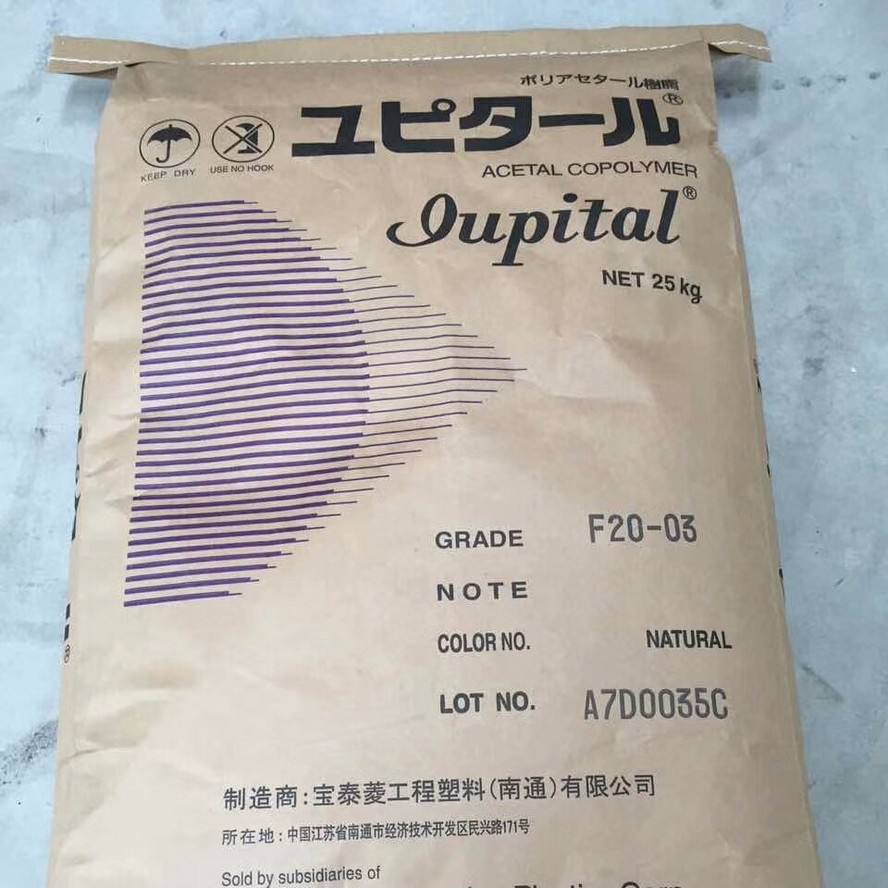 ポリアセタール樹脂
ユピタール®
KEEP DRY
USE NO HOOK
ACETAL COPOLYMER
Iupital®
NET 25 kg
GRADE F20-03
NOTE
COLOR NO. NATURAL
LOT NO. A7D0035C
制造商:宝泰菱工程塑料(南通)有限公司
所在地:中国江苏省南通市经济技术开发区民兴路171号
Sold by subsidiaries of